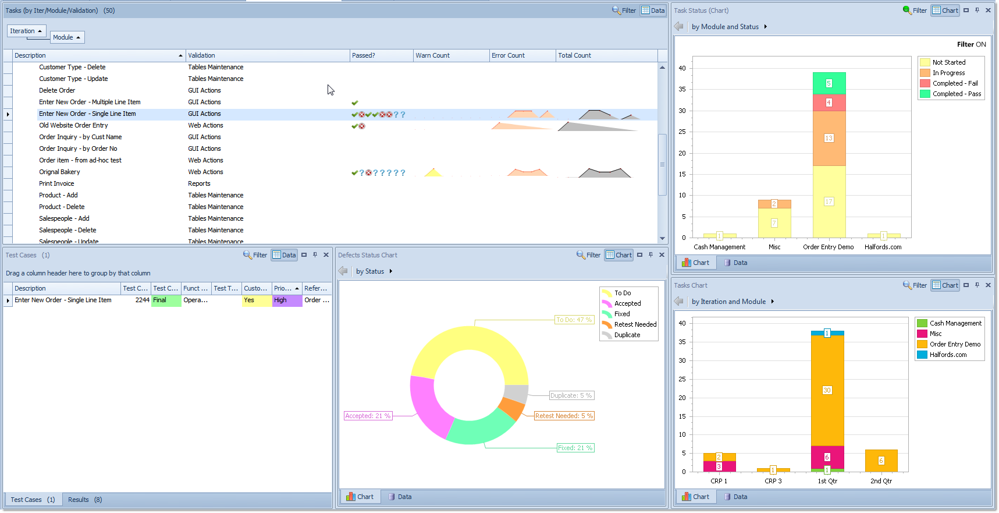 Tasks (by Iter/Module/Validation) (50)
Filter Data
Iteration
Module
Description Validation Passed? Warn Count Error Count Total Count
Customer Type - Delete Tables Maintenance
Customer Type - Update Tables Maintenance
Delete Order GUI Actions
Enter New Order - Multiple Line Item GUI Actions
Enter New Order - Single Line Item GUI Actions ? ?
Old Website Order Entry Web Actions
Order Inquiry - by Cust Name GUI Actions
Order Inquiry - by Order No GUI Actions
Order item - from ad-hoc test Web Actions
Orignal Bakery Web Actions ? ? ? ? ? ?
Print Invoice Reports
Product - Add Tables Maintenance
Product - Delete Tables Maintenance
Salespeople - Add Tables Maintenance
Salespeople - Delete Tables Maintenance
Salespeople - Update Tables Maintenance
Task Status (Chart)
Filter Chart
by Module and Status
Filter ON
40
35
30
25
20
15
10
5
0
1
2
7
5
4
13
17
1
Cash Management Misc Order Entry Demo Halfords.com
Not Started
In Progress
Completed - Fail
Completed - Pass
Chart Data
Test Cases (1)
Filter Data
Drag a column header here to group by that column
Description Test C... Test C... Funct ... Test T... Custo... Prio... Refer...
Enter New Order - Single Line Item 2244 Final Opera... Yes High Order ...
Test Cases (1) Results (8)
Defects Status Chart
Filter Chart
by Status
To Do
Accepted
Fixed
Retest Needed
Duplicate
To Do: 47 %
Duplicate: 5 %
Accepted: 21 %
Retest Needed: 5 %
Fixed: 21 %
Chart Data
Tasks Chart
Filter Chart
by Iteration and Module
40
35
30
25
20
15
10
5
0
2
3
1
1
30
6
1
6
CRP 1 CRP 3 1st Qtr 2nd Qtr
Cash Management
Misc
Order Entry Demo
Halfords.com
Chart Data